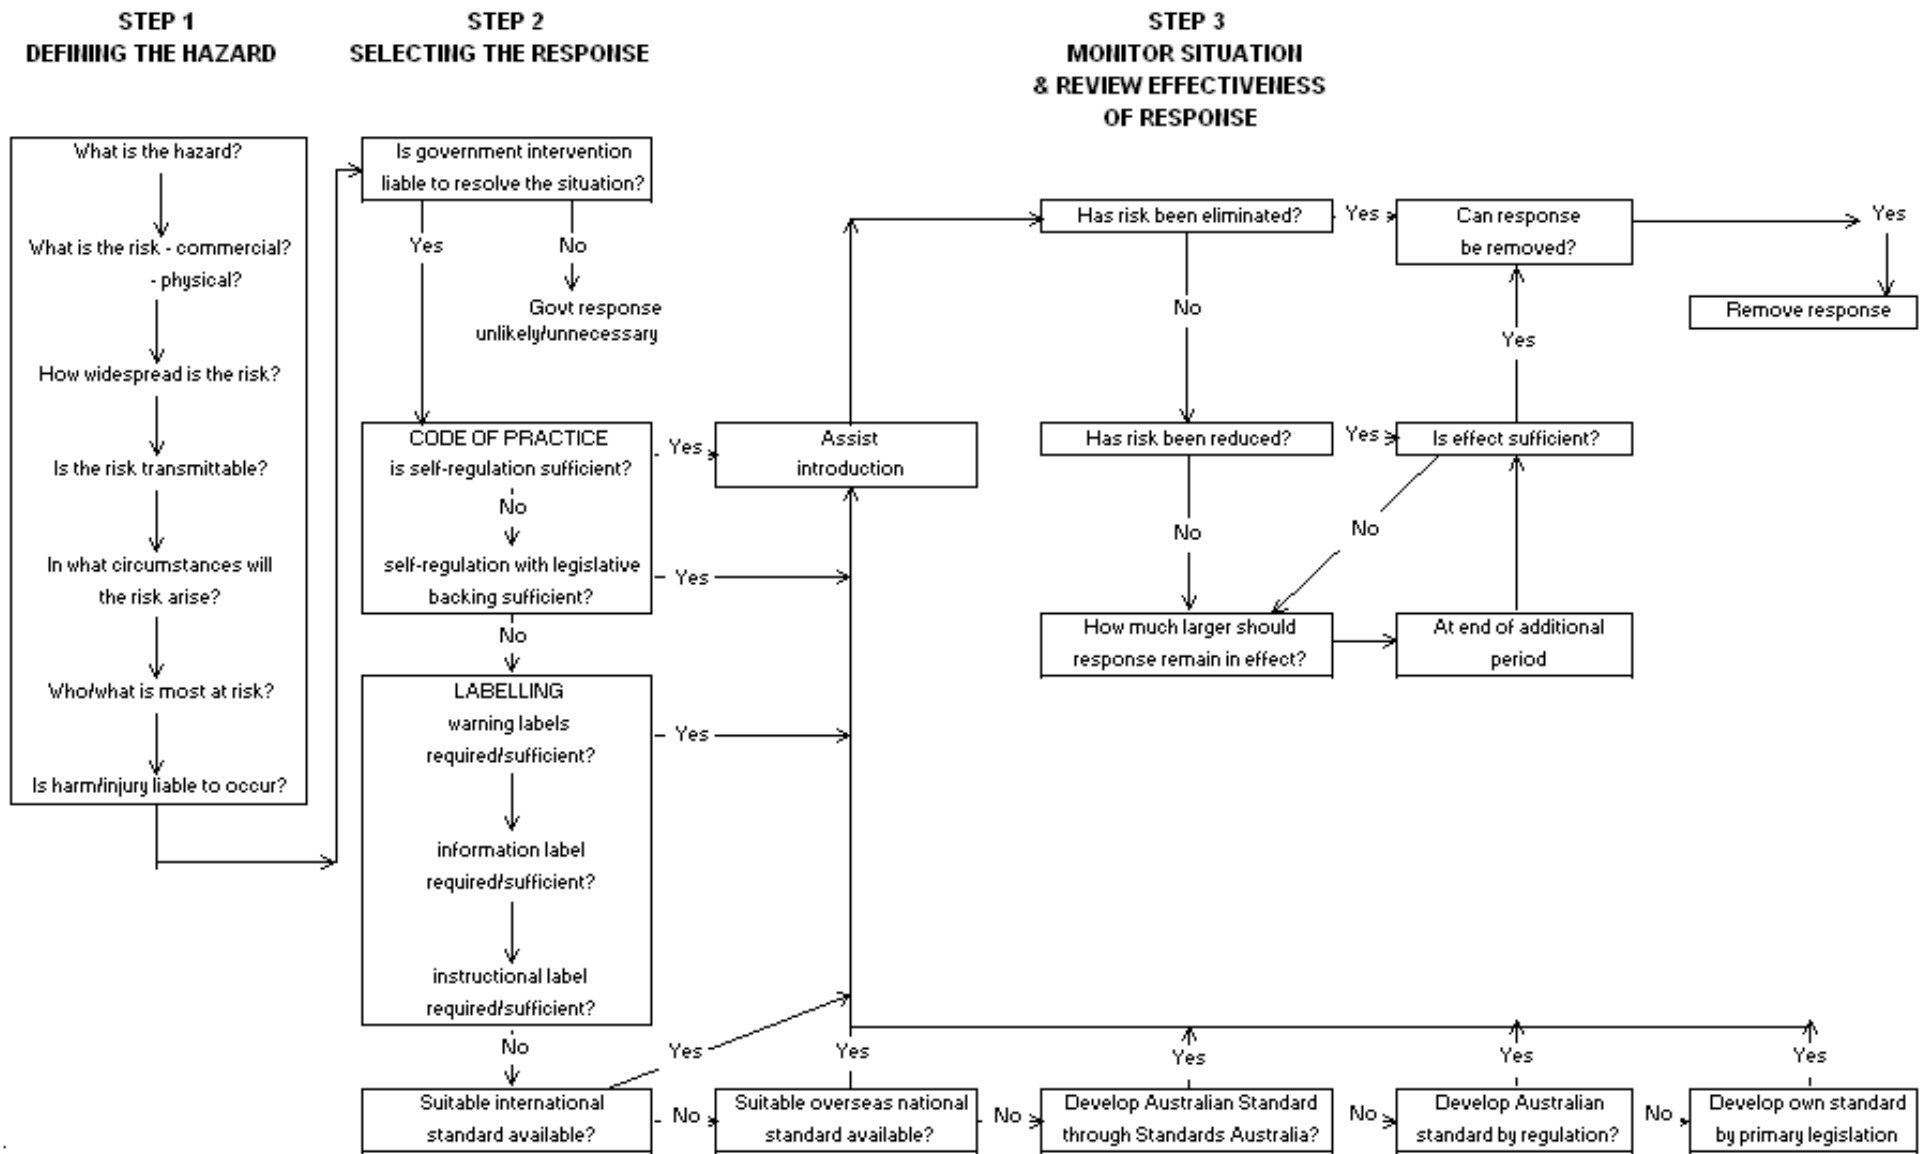 STEP 1
DEFINING THE HAZARD
What is the hazard?
What is the risk - commercial?
- physical?
How widespread is the risk?
Is the risk transmittable?
In what circumstances will
the risk arise?
Who/what is most at risk?
Is harm/injury liable to occur?
STEP 2
SELECTING THE RESPONSE
Is government intervention
liable to resolve the situation?
Yes
No
Govt response
unlikely/unnecessary
CODE OF PRACTICE
is self-regulation sufficient?
No
self-regulation with legislative
backing sufficient?
Yes
Assist
introduction
Yes
No
LABELLING
warning labels
required/sufficient?
Yes
information label
required/sufficient?
instructional label
required/sufficient?
No
Suitable international
standard available?
Yes
No
Suitable overseas national
standard available?
Yes
No
Develop Australian Standard
through Standards Australia?
Yes
No
Develop Australian
standard by regulation?
Yes
No
Develop own standard
by primary legislation
Yes
STEP 3
MONITOR SITUATION
& REVIEW EFFECTIVENESS
OF RESPONSE
Has risk been eliminated?
Yes
Can response
be removed?
Yes
Remove response
No
Yes
Has risk been reduced?
Yes
Is effect sufficient?
No
No
How much larger should
response remain in effect?
At end of additional
period